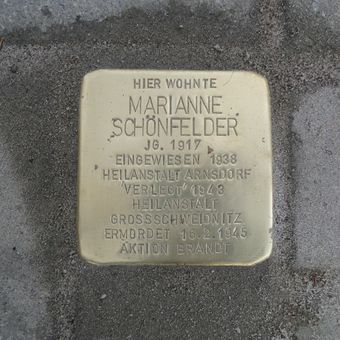 HIER WOHNTE
MARIANNE
SCHÖNFELDER
JG. 1917
EINGEWIESEN 1938
HEILANSTALT ARNSDORF
'VERLEGT' 1943
HEILANSTALT
GROSSSCHWEIDNITZ
ERMORDET 16.2.1945
AKTION BRANDT